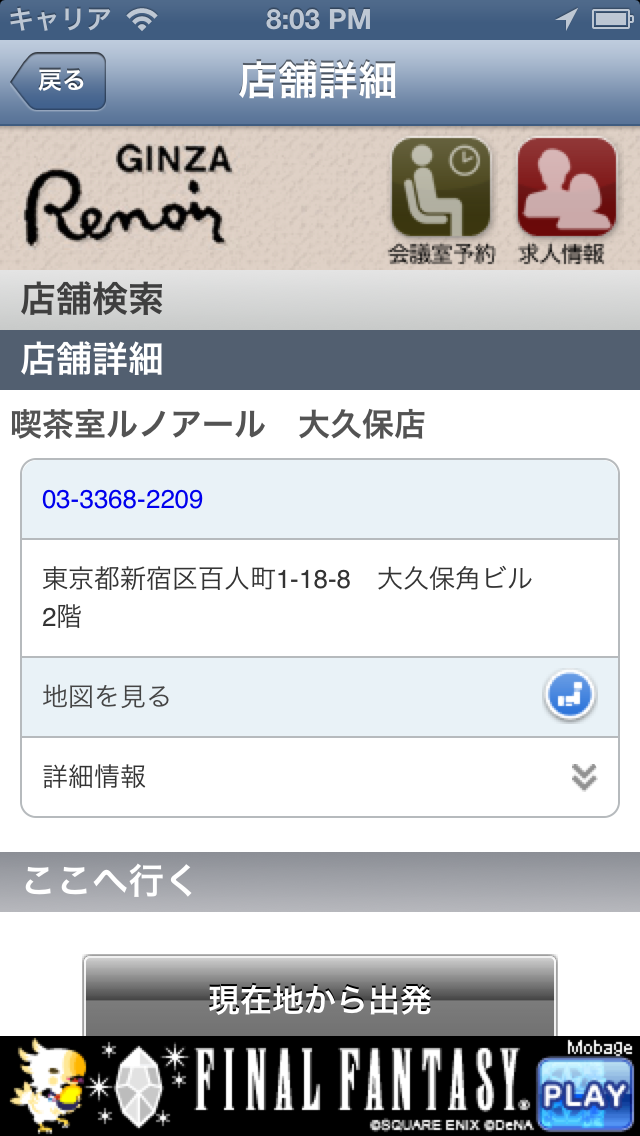 キャリア 8:03 PM
戻る 店舗詳細
GINZA
Renoir
会議室予約 求人情報
店舗検索
店舗詳細
喫茶室ルノアール　大久保店
03-3368-2209
東京都新宿区百人町1-18-8　大久保角ビル
2階
地図を見る
詳細情報
ここへ行く
現在地から出発
Mobage
FINAL FANTASY®
PLAY
©SQUARE ENIX ©DeNA